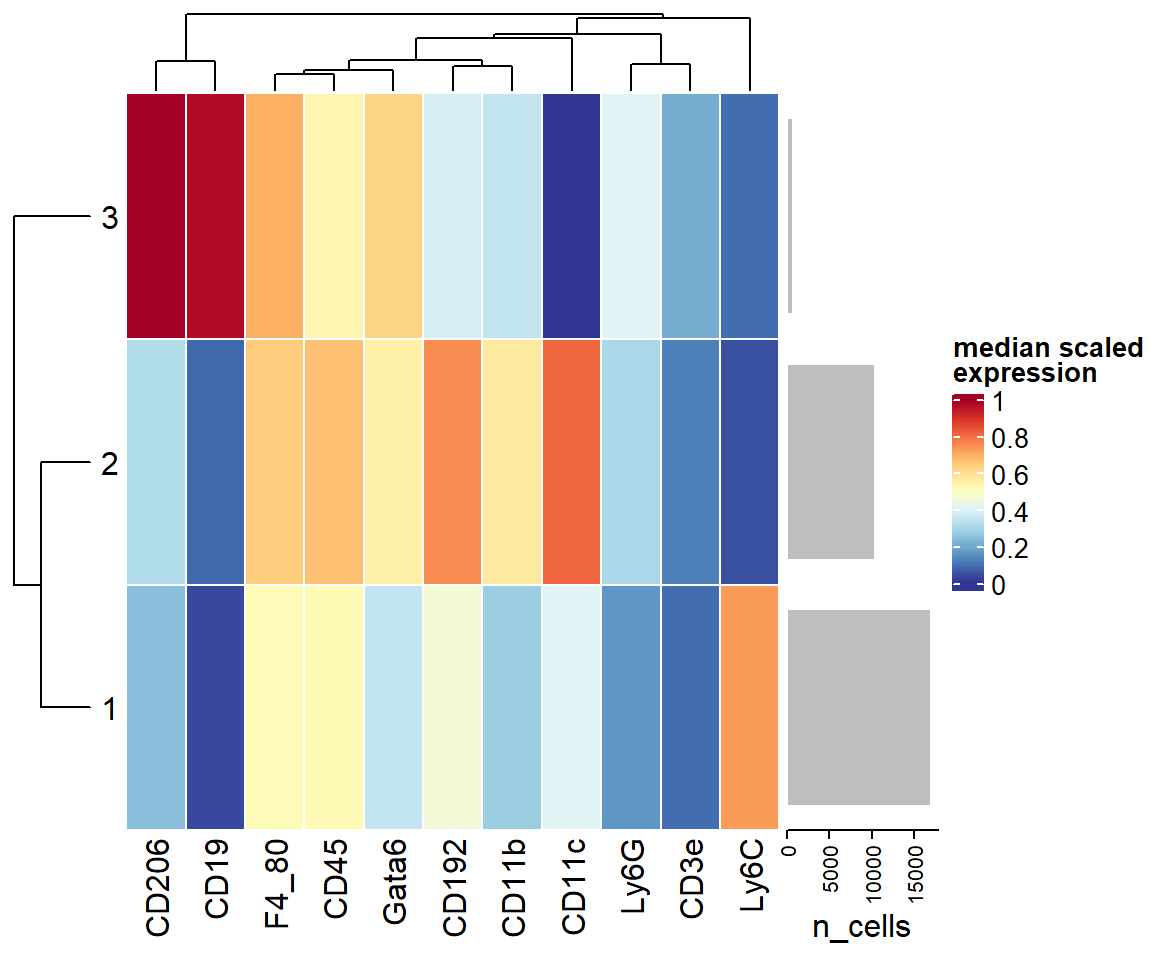 3
2
1
CD206
CD19
F4_80
CD45
Gata6
CD192
CD11b
CD11c
Ly6G
CD3e
Ly6C
0
5000
10000
15000
n_cells
median scaled
expression
1
0.8
0.6
0.4
0.2
0